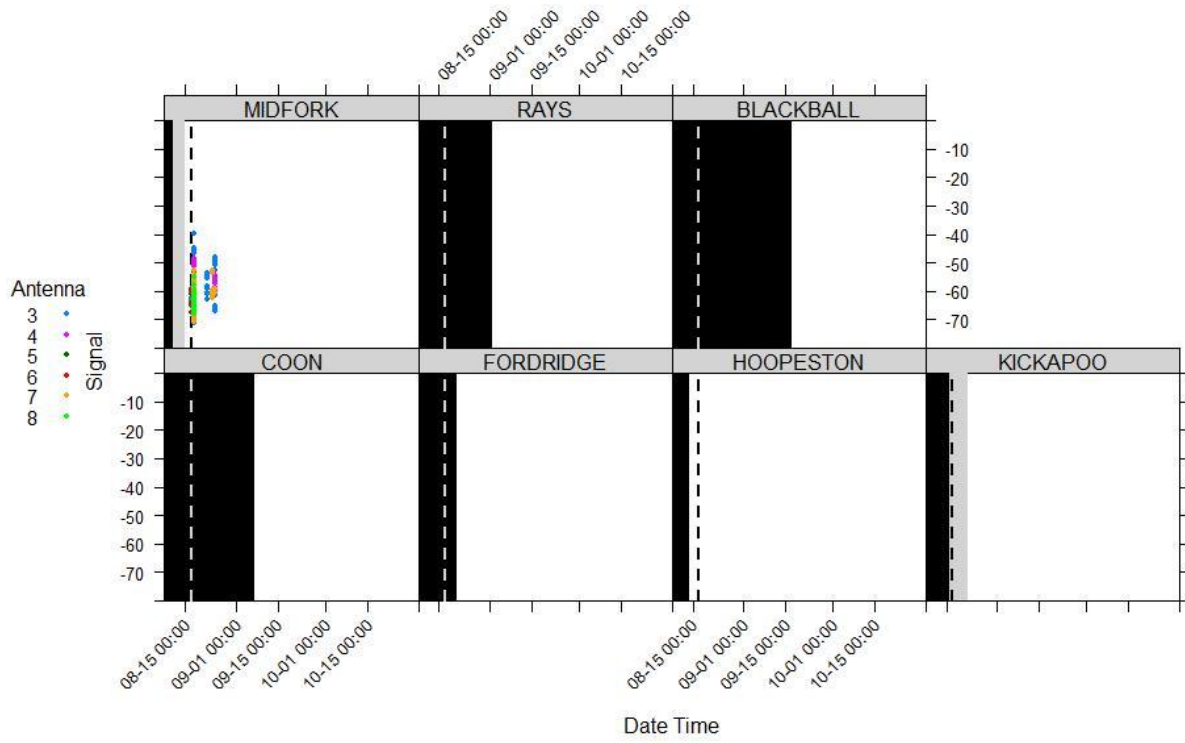 08-15 00:00 09-01 00:00 09-15 00:00 10-01 00:00 10-15 00:00
MIDFORK RAYS BLACKBALL
-10
-20
-30
-40
-50
-60
-70
Antenna
3
4
5
6
7
8
Signal
COON FORDRIDGE HOOPESTON KICKAPOO
-10
-20
-30
-40
-50
-60
-70
08-15 00:00 09-01 00:00 09-15 00:00 10-01 00:00 10-15 00:00 08-15 00:00 09-01 00:00 09-15 00:00 10-01 00:00 10-15 00:00
Date Time